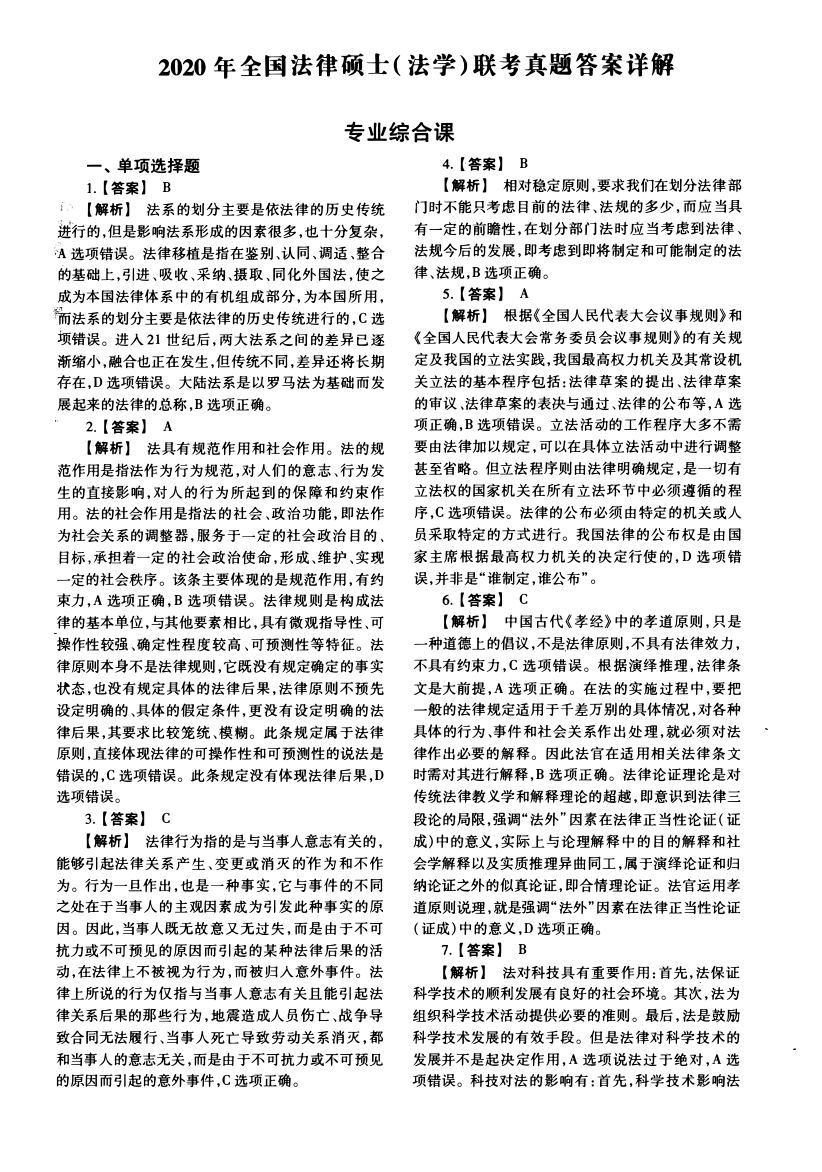 2020年全国法律硕士(法学)联考真题答案详解
专业综合课
一、单项选择题
1.【答案】 B
【解析】 法系的划分主要是依法律的历史传统
进行的,但是影响法系形成的因素很多,也十分复杂,
A 选项错误。法律移植是指在鉴别、认同、调适、整合
的基础上,引进、吸收、采纳、摄取、同化外国法,使之
成为本国法律体系中的有机组成部分,为本国所用,
而法系的划分主要是依法律的历史传统进行的,C 选
项错误。进入 21 世纪后,两大法系之间的差异已逐
渐缩小,融合也正在发生,但传统不同,差异还将长期
存在,D 选项错误。大陆法系是以罗马法为基础而发
展起来的法律的总称,B 选项正确。
2.【答案】 A
【解析】 法具有规范作用和社会作用。法的规
范作用是指法作为行为规范,对人们的意志、行为发
生的直接影响,对人的行为所起到的保障和约束作
用。法的社会作用是指法的社会、政治功能,即法作
为社会关系的调整器,服务于一定的社会政治目的、
目标,承担着一定的社会政治使命,形成、维护、实现
一定的社会秩序。该条主要体现的是规范作用,有约
束力,A 选项正确,B 选项错误。法律规则是构成法
律的基本单位,与其他要素相比,具有微观指导性、可
操作性较强、确定性程度较高、可预测性等特征。法
律原则本身不是法律规则,它既没有规定确定的事实
状态,也没有规定具体的法律后果,法律原则不预先
设定明确的、具体的假定条件,更没有设定明确的法
律后果,其要求比较笼统、模糊。此条规定属于法律
原则,直接体现法律的可操作性和可预测性的说法是
错误的,C 选项错误。此条规定没有体现法律后果,D
选项错误。
3.【答案】 C
【解析】 法律行为指的是与当事人意志有关的,
能够引起法律关系产生、变更或消灭的作为和不作
为。行为一旦作出,也是一种事实,它与事件的不同
之处在于当事人的主观因素成为引发此种事实的原
因。因此,当事人既无故意又无过失,而是由于不可
抗力或不可预见的原因而引起的某种法律后果的活
动,在法律上不被视为行为,而被归入意外事件。法
律上所说的行为仅指与当事人意志有关且能引起法
律关系后果的那些行为,地震造成人员伤亡、战争导
致合同无法履行、当事人死亡导致劳动关系消灭,都
和当事人的意志无关,而是由于不可抗力或不可预见
的原因而引起的意外事件,C 选项正确。
4.【答案】 B
【解析】 相对稳定原则,要求我们在划分法律部
门时不能只考虑目前的法律、法规的多少,而应当具
有一定的前瞻性,在划分部门法时应当考虑到法律、
法规今后的发展,即考虑到即将制定和可能制定的法
律、法规,B 选项正确。
5.【答案】 A
【解析】 根据《全国人民代表大会议事规则》和
《全国人民代表大会常务委员会议事规则》的有关规
定及我国的立法实践,我国最高权力机关及其常设机
关立法的基本程序包括:法律草案的提出、法律草案
的审议、法律草案的表决与通过、法律的公布等,A 选
项正确,B 选项错误。立法活动的工作程序大多不需
要由法律加以规定,可以在具体立法活动中进行调整
甚至省略。但立法程序则由法律明确规定,是一切有
立法权的国家机关在所有立法环节中必须遵循的程
序,C 选项错误。法律的公布必须由特定的机关或人
员采取特定的方式进行。我国法律的公布权是由国
家主席根据最高权力机关的决定行使的,D 选项错
误,并非是“谁制定,谁公布”。
6.【答案】 C
【解析】 中国古代《孝经》中的孝道原则,只是
一种道德上的倡议,不是法律原则,不具有法律效力,
不具有约束力,C 选项错误。根据演绎推理,法律条
文是大前提,A 选项正确。在法的实施过程中,要把
一般的法律规定适用于千差万别的具体情况,对各种
具体的行为、事件和社会关系作出处理,就必须对法
律作出必要的解释。因此法官在适用相关法律条文
时需对其进行解释,B 选项正确。法律论证理论是对
传统法律教义学和解释理论的超越,即意识到法律三
段论的局限,强调“法外”因素在法律正当性论证(证
成)中的意义,实际上与论理解释中的目的解释和社
会学解释以及实质推理异曲同工,属于演绎论证和归
纳论证之外的似真论证,即合情理论证。法官运用孝
道原则说理,就是强调“法外”因素在法律正当性论证
(证成)中的意义,D 选项正确。
7.【答案】 B
【解析】 法对科技具有重要作用:首先,法保证
科学技术的顺利发展有良好的社会环境。其次,法为
组织科学技术活动提供必要的准则。最后,法是鼓励
科学技术发展的有效手段。但是法律对科学技术的
发展并不是起决定作用,A 选项说法过于绝对,A 选
项错误。科技对法的影响有:首先,科学技术影响法